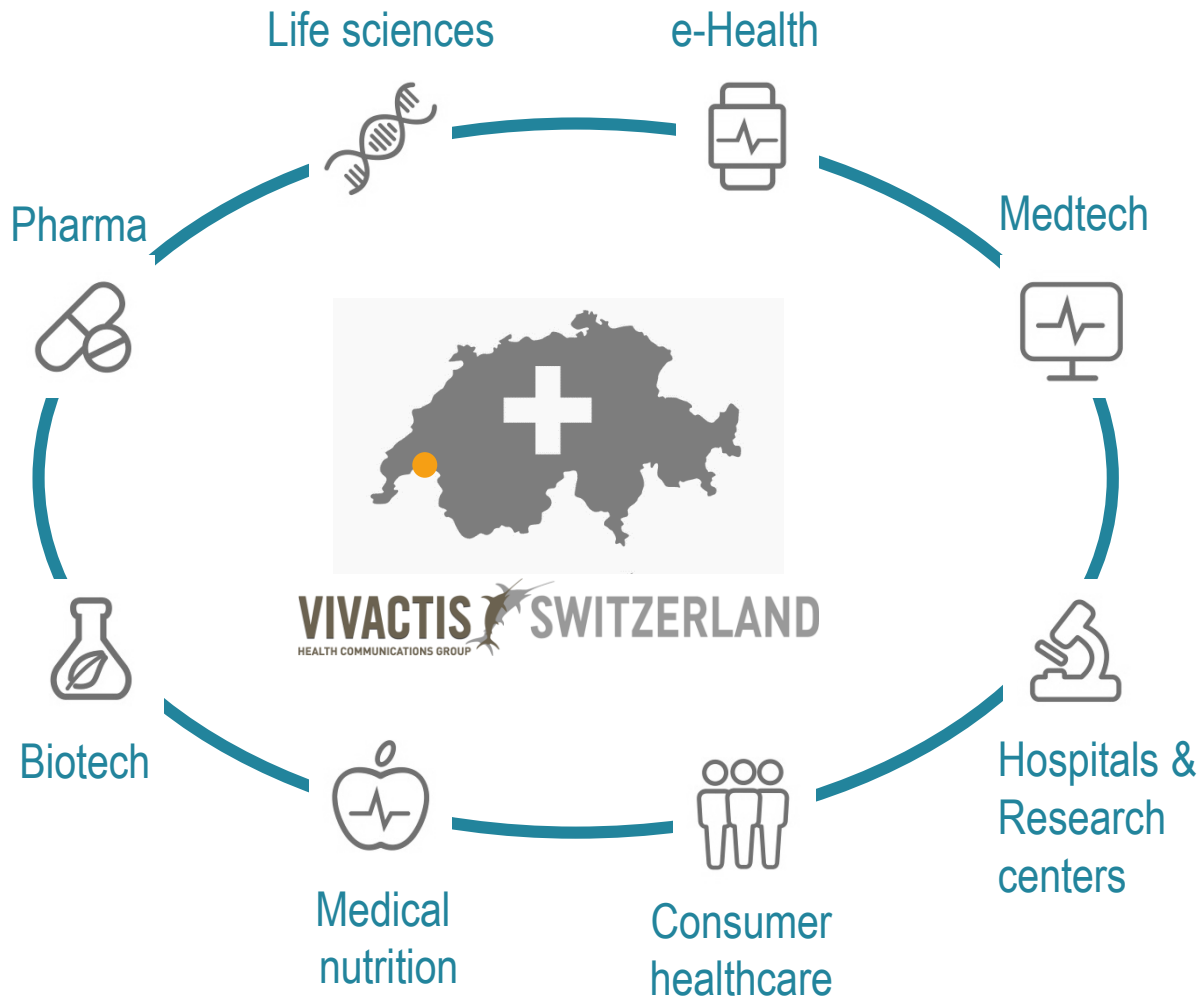 Life sciences
e-Health
Pharma
Medtech
VIVACTIS SWITZERLAND
HEALTH COMMUNICATIONS GROUP
Biotech
Hospitals &
Research
centers
Medical
nutrition
Consumer
healthcare